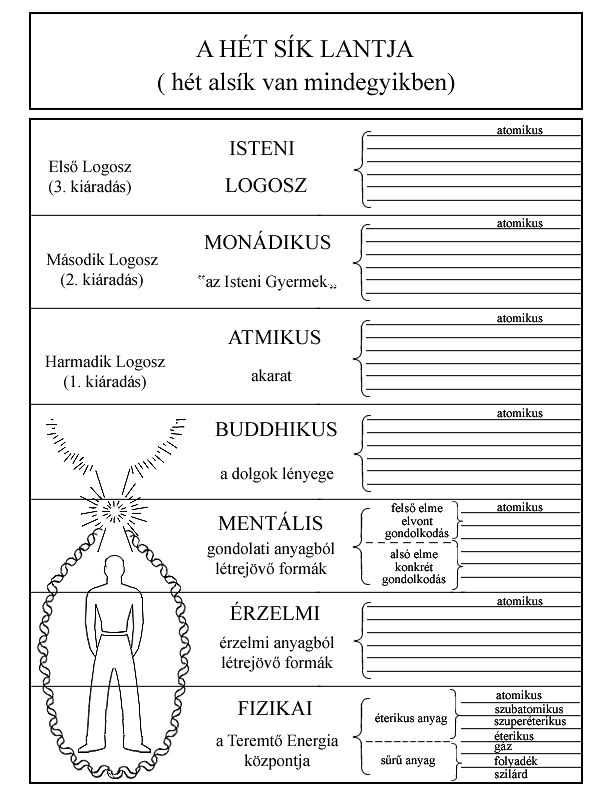 A HÉT SÍK LANTJA
( hét alsík van mindegyikben)
Első Logosz
(3. kiáradás)
ISTENI
LOGOSZ
atomikus
Második Logosz
(2. kiáradás)
MONÁDIKUS
"az Isteni Gyermek„
atomikus
Harmadik Logosz
(1. kiáradás)
ATMIKUS
akarat
atomikus
BUDDHIKUS
a dolgok lényege
atomikus
MENTÁLIS
gondolati anyagból
létrejövő formák
felső elme
elvont
gondolkodás
alsó elme
konkrét
gondolkodás
atomikus
ÉRZELMI
érzelmi anyagból
létrejövő formák
atomikus
FIZIKAI
a Teremtő Energia
központja
éterikus anyag
sűrű anyag
atomikus
szubatomikus
szuperéterikus
éterikus
gáz
folyadék
szilárd